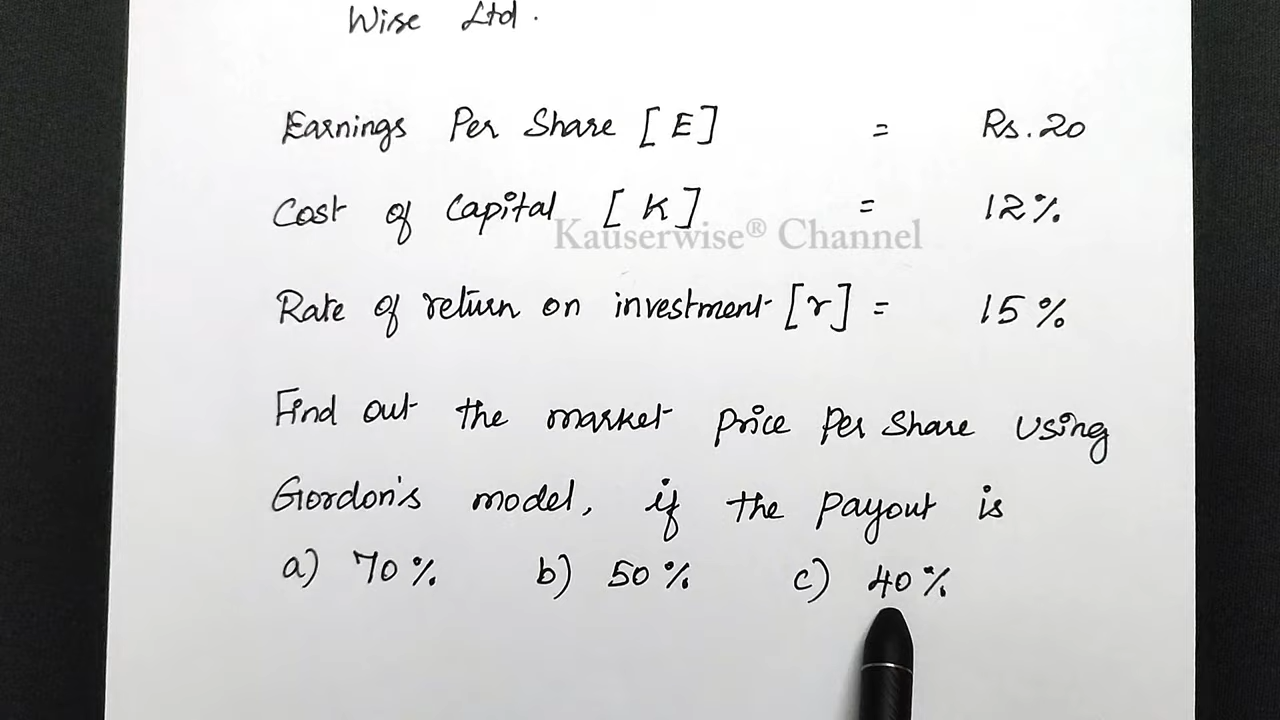 Wise Ltd.
Earnings Per Share [E] = Rs. 20
Cost of Capital [K] = 12%
Kauserwise® Channel
Rate of return on investment [r] = 15%
Find out the market price per share using
Gordon's model, if the payout is
a) 70% b) 50% c) 40%